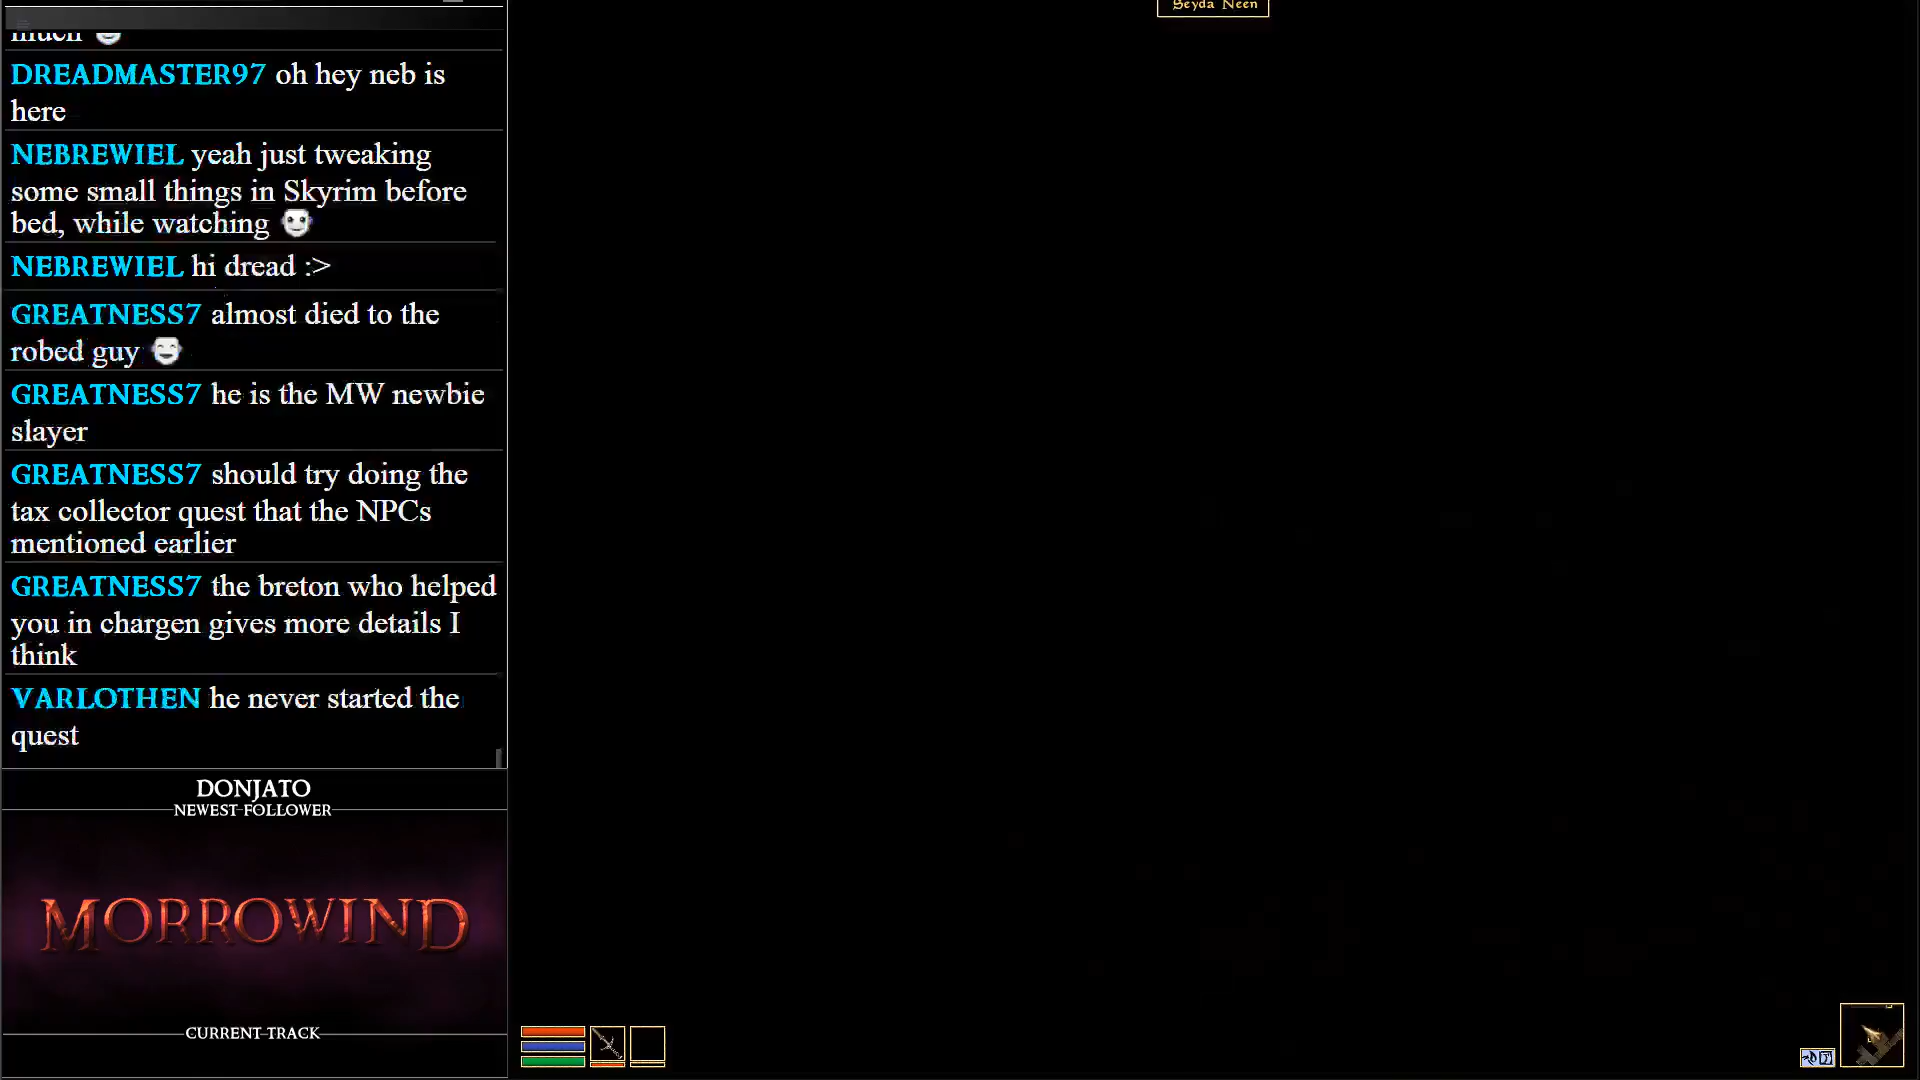 Seyda Neen
much
DREADMASTER97 oh hey neb is
here
NEBREWIEL yeah just tweaking
some small things in Skyrim before
bed, while watching
NEBREWIEL hi dread :>
GREATNESS7 almost died to the
robed guy
GREATNESS7 he is the MW newbie
slayer
GREATNESS7 should try doing the
tax collector quest that the NPCs
mentioned earlier
GREATNESS7 the breton who helped
you in chargen gives more details I
think
VARLOTHEN he never started the
quest
DONJATO
NEWEST FOLLOWER
MORROWIND
CURRENT TRACK